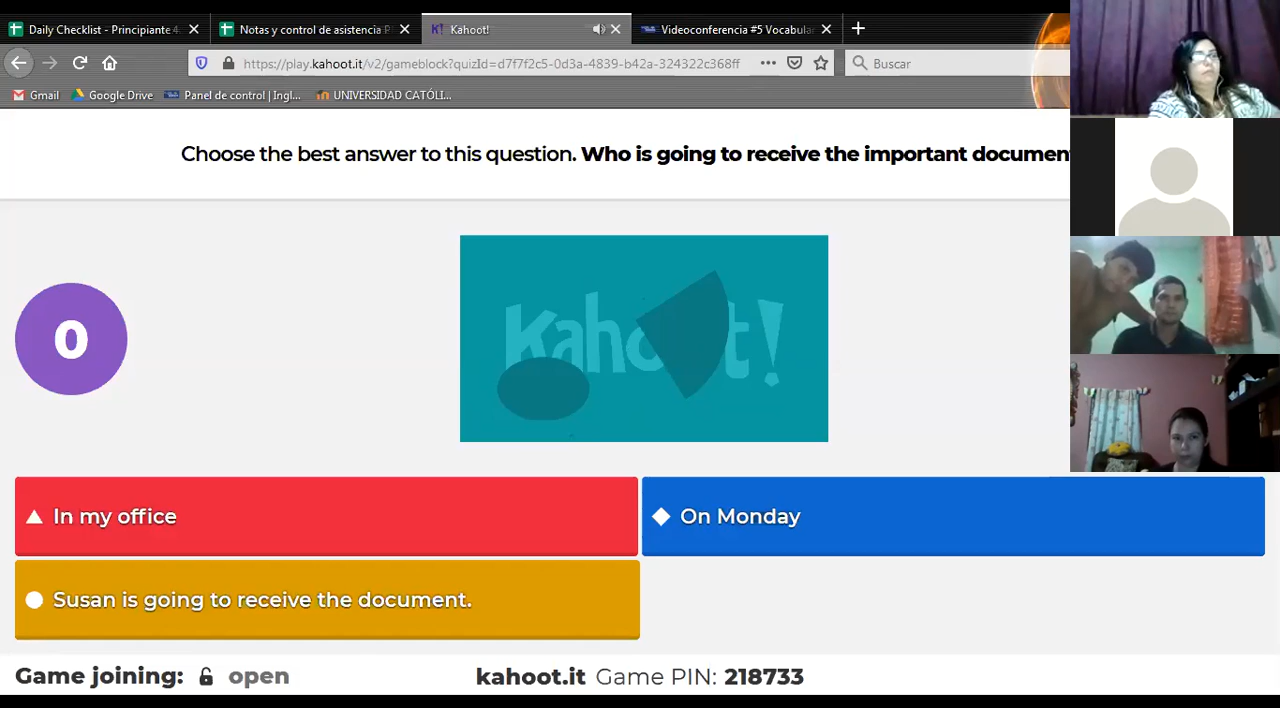 Daily Checklist - Principiante 4
Notas y control de asistencia P
K! Kahoot!
Videoconferencia #5 Vocabula
https://play.kahoot.it/v2/gameblock?quizId=d7f7f2c5-0d3a-4839-b42a-324322c368ff
Buscar
Gmail
Google Drive
Panel de control | Ingl...
UNIVERSIDAD CATÓLI...
Choose the best answer to this question. Who is going to receive the important document
0
Kahoot!
In my office
On Monday
Susan is going to receive the document.
Game joining: open
kahoot.it Game PIN: 218733